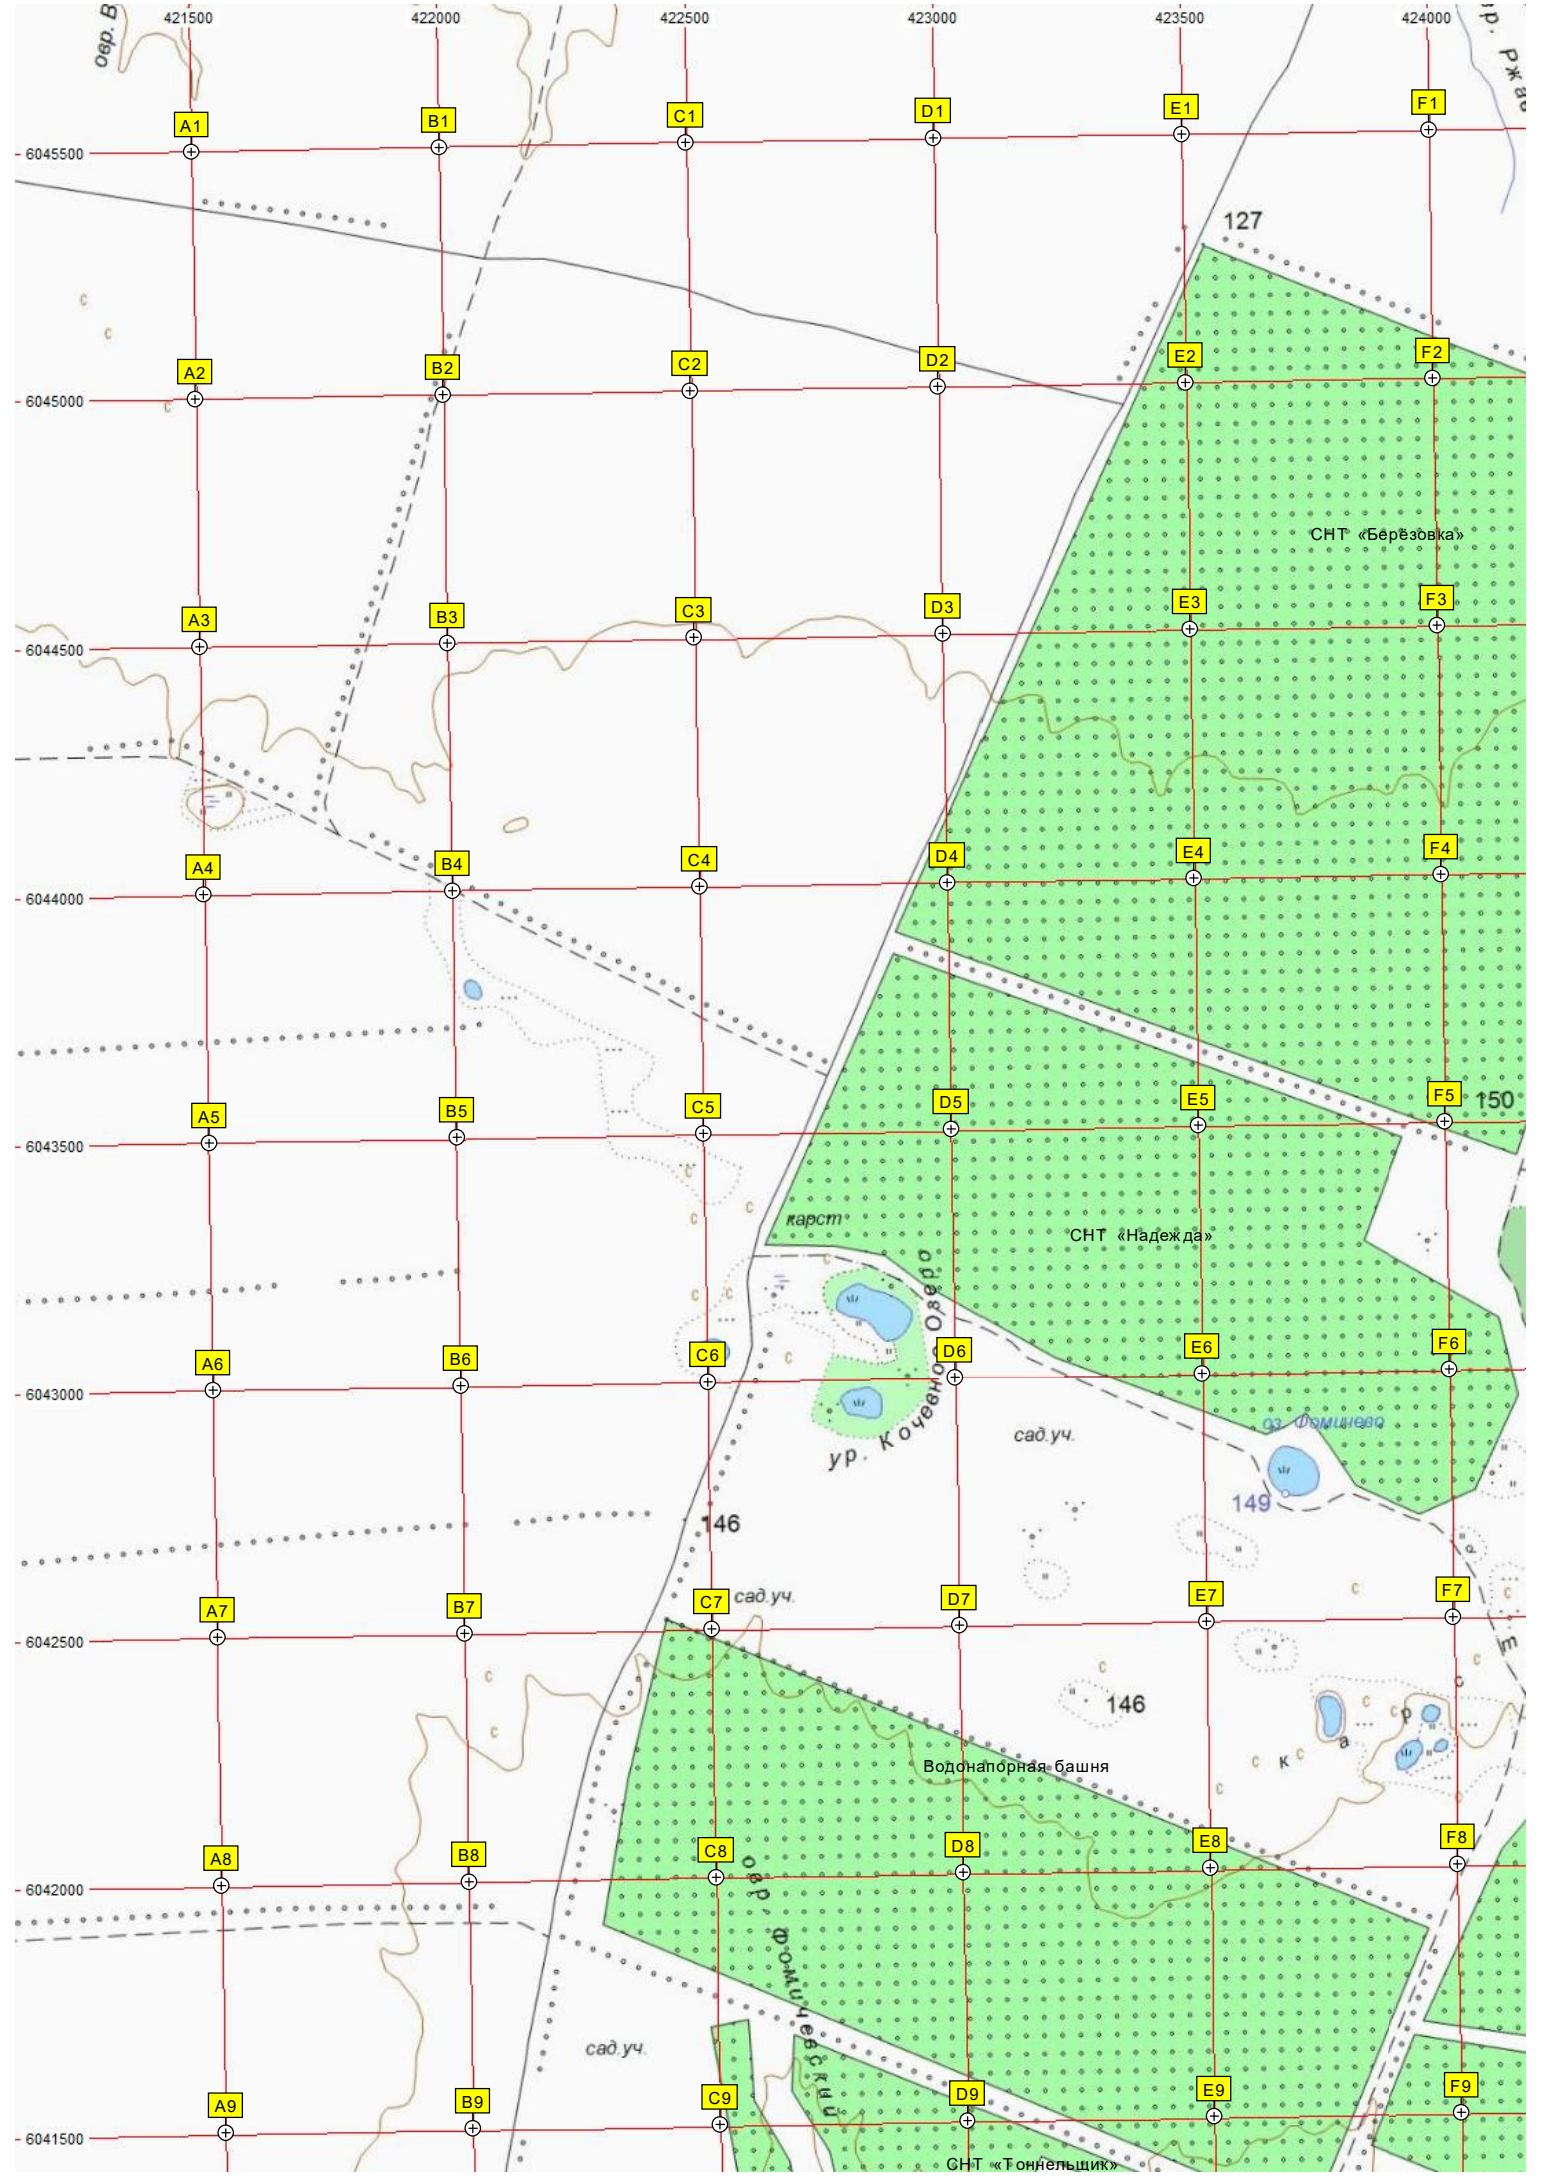 421500 422000 422500 423000 423500 424000
овр. В
р. Ржав
A1 B1 C1 D1 E1 F1
6045500
127
с
с
A2 B2 C2 D2 E2 F2
6045000
с
СНТ «Берёзовка»
A3 B3 C3 D3 E3 F3
6044500
A4 B4 C4 D4 E4 F4
6044000
A5 B5 C5 D5 E5 F5
150
6043500
с
с
с
карст
СНТ «Надежда»
с
с с
ур. Кочевное Озеро
A6 B6 C6 D6 E6 F6
с
6043000
оз. Фомичево
сад.уч.
149
146
сад.уч.
с
с
A7 B7 C7 D7 E7 F7
6042500
с
с
с
146
с
карст
с с
с с
с
с
Водонапорная башня
A8 B8 C8 D8 E8 F8
6042000
овр. Фомичевский
сад.уч.
A9 B9 C9 D9 E9 F9
6041500
СНТ «Тоннельщик»